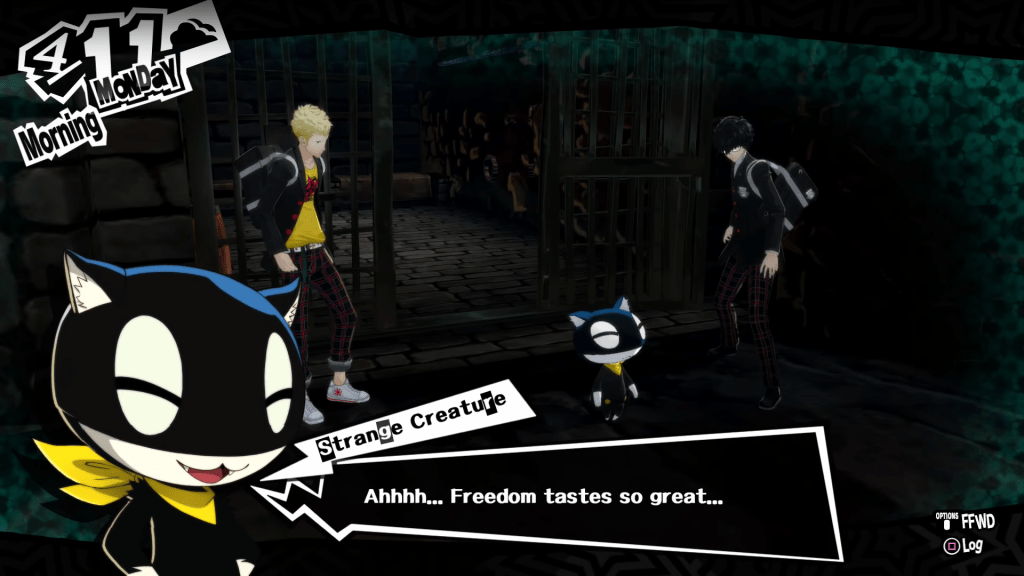 4 11
MONDAY
Morning
Strange Creature
Ahhhh... Freedom tastes so great...
OPTIONS FFWD
Log